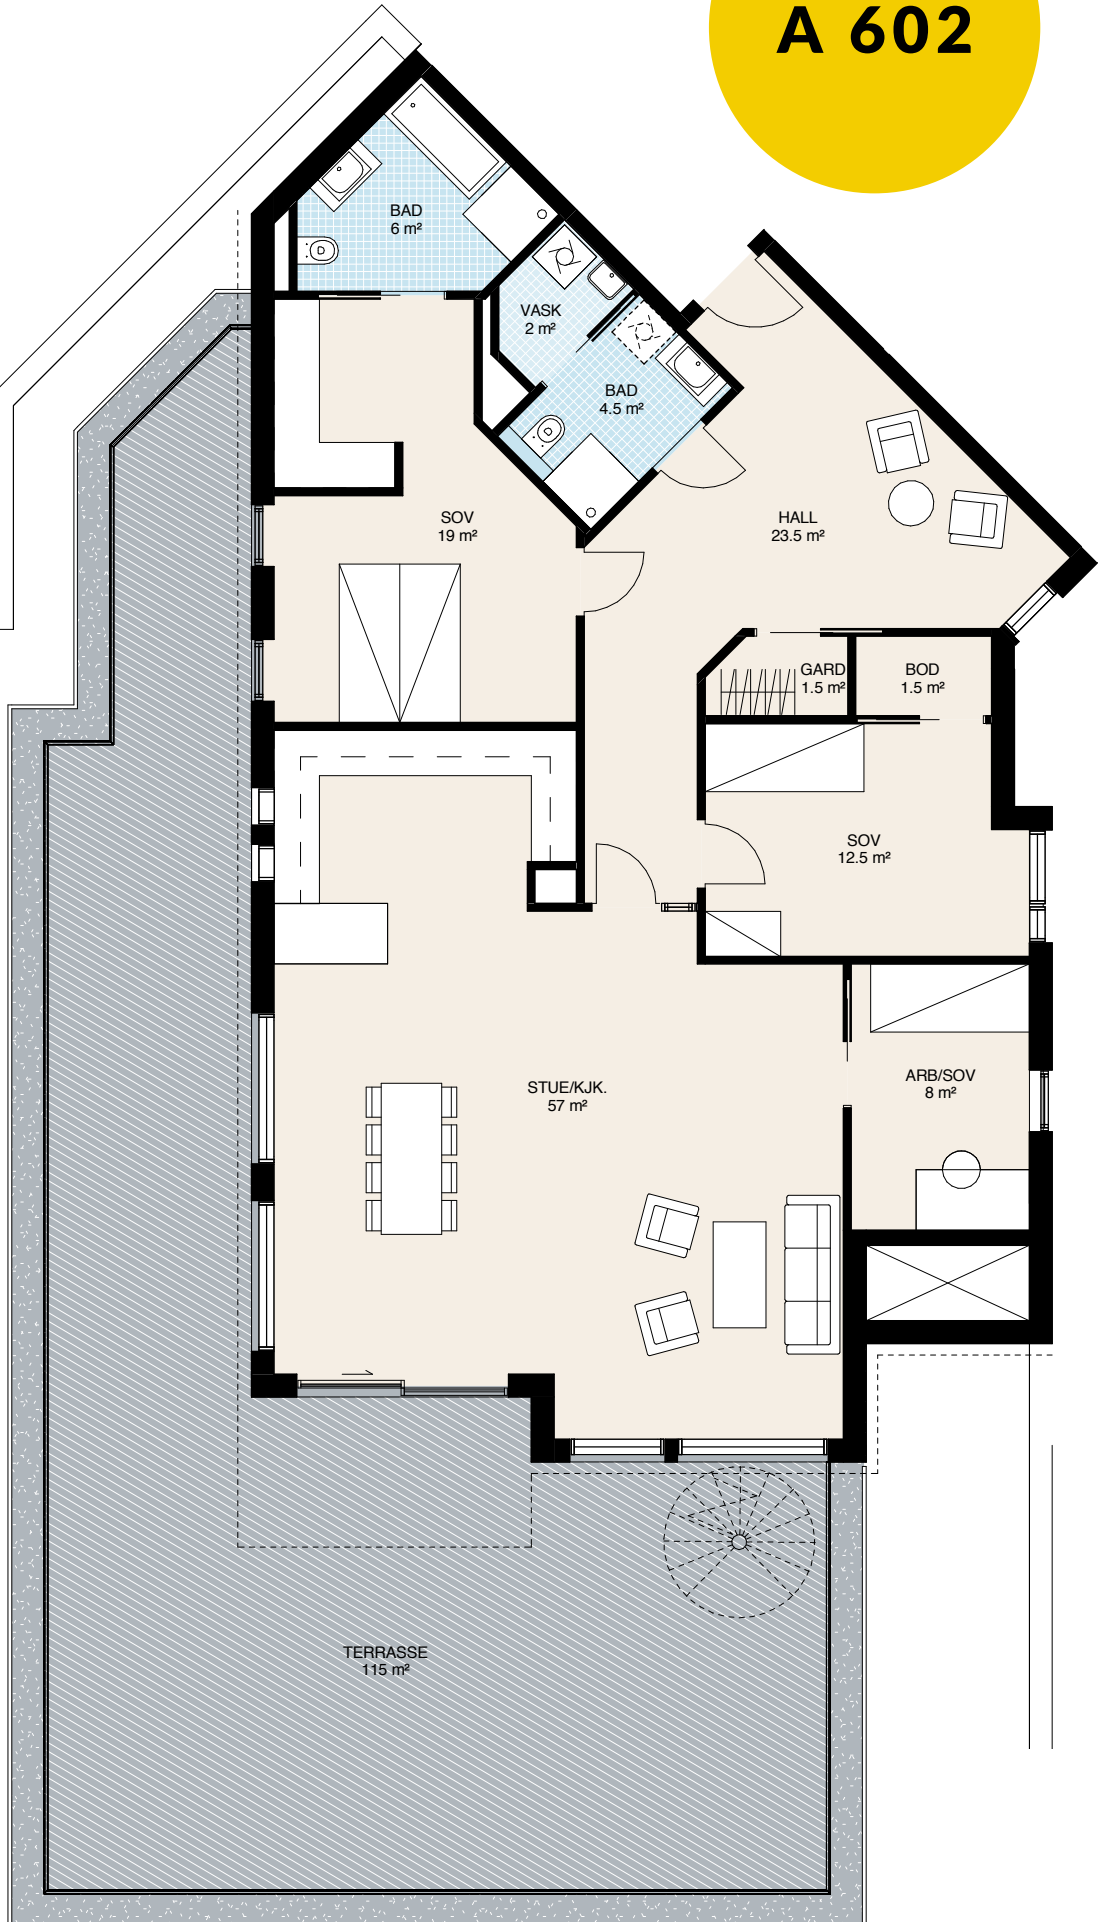 A 602
BAD
6 m²
VASK
2 m²
BAD
4.5 m²
SOV
19 m²
HALL
23.5 m²
GARD
1.5 m²
BOD
1.5 m²
SOV
12.5 m²
STUE/KJK.
57 m²
ARB/SOV
8 m²
TERRASSE
115 m²